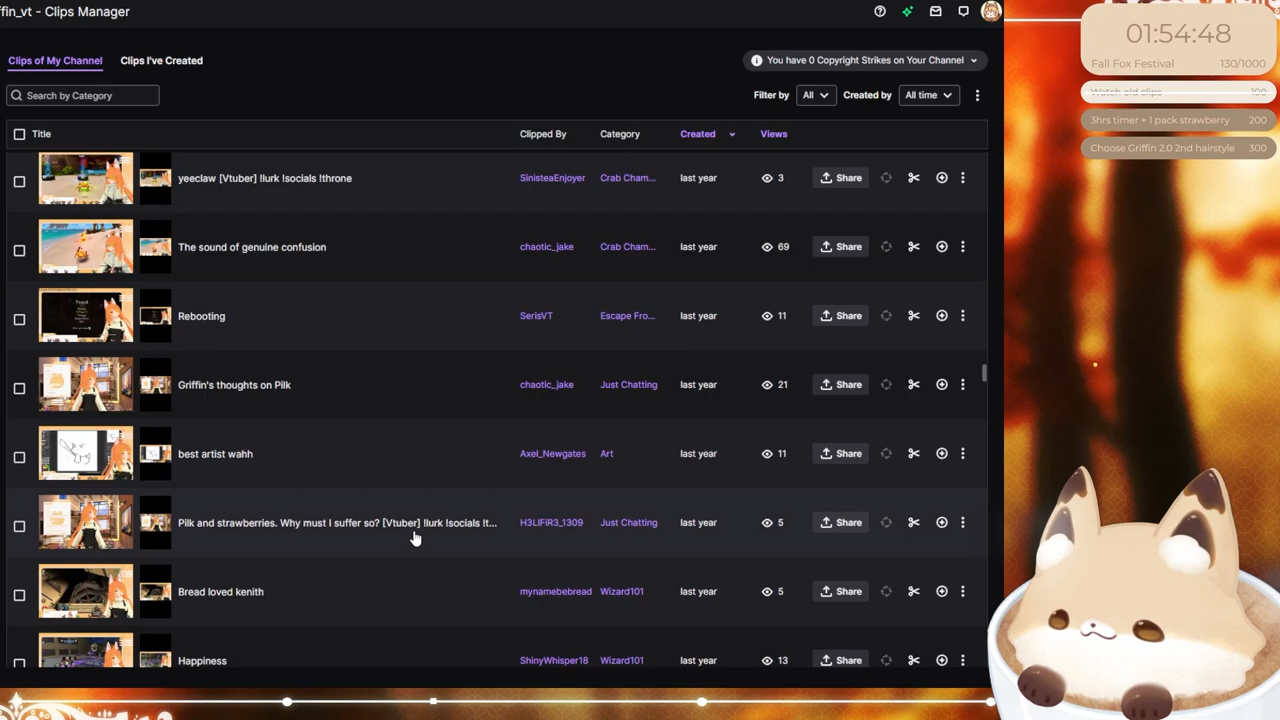 ffin_vt - Clips Manager
Clips of My Channel
Clips I've Created
You have 0 Copyright Strikes on Your Channel
Search by Category
Filter by
All
Created by
All time
Title
Clipped By
Category
Created
Views
yeeclaw [Vtuber] !lurk !socials !throne
SinisteaEnjoyer
Crab Cham...
last year
3
Share
The sound of genuine confusion
chaotic_jake
Crab Cham...
last year
69
Share
Rebooting
SerisVT
Escape Fro...
last year
11
Share
Griffin's thoughts on Pilk
chaotic_jake
Just Chatting
last year
21
Share
best artist wahh
Axel_Newgates
Art
last year
11
Share
Pilk and strawberries. Why must I suffer so? [Vtuber] !lurk !socials !t...
H3LIFIR3_1309
Just Chatting
last year
5
Share
Bread loved kenith
mynamebebread
Wizard101
last year
5
Share
Happiness
ShinyWhisper18
Wizard101
last year
13
Share
01:54:48
Fall Fox Festival
130/1000
Watch old clips
100
3hrs timer + 1 pack strawberry
200
Choose Griffin 2.0 2nd hairstyle
300